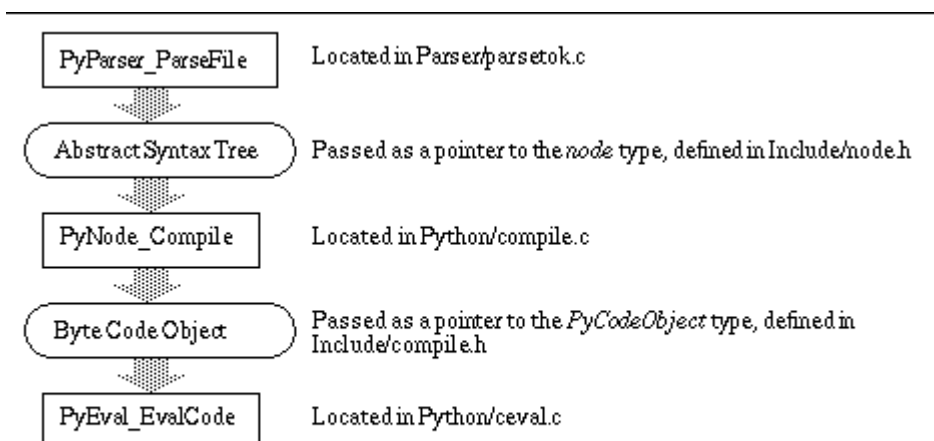 PyParser_ParseFile Located in Parser/parsetok.c
Abstract Syntax Tree Passed as a pointer to the node type, defined in Include/node.h
PyNode_Compile Located in Python/compile.c
Byte Code Object Passed as a pointer to the PyCodeObject type, defined in
Include/compile.h
PyEval_EvalCode Located in Python/ceval.c